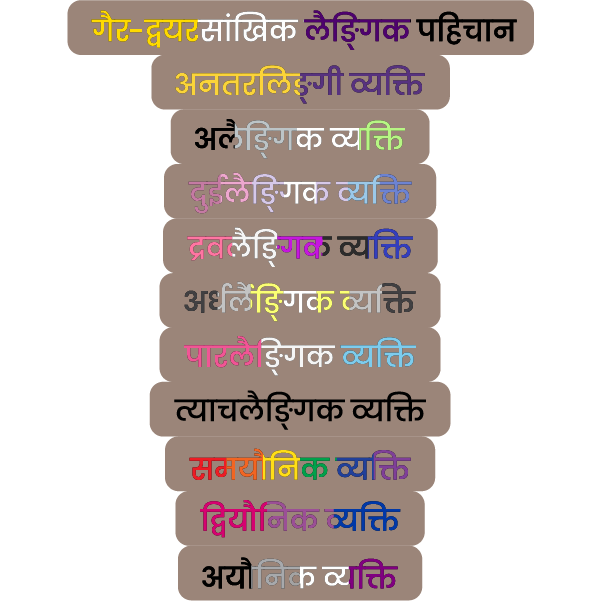 गैर-द्वयरसांखिक लैङ्गिक पहिचान
अनतरलिङ्गी व्यक्ति
अलैङ्गिक व्यक्ति
दुईलैङ्गिक व्यक्ति
द्रवलैङ्गिक व्यक्ति
अर्धलैङ्गिक व्यक्ति
पारलैङ्गिक व्यक्ति
त्याचलैङ्गिक व्यक्ति
समयौनिक व्यक्ति
द्वियौनिक व्यक्ति
अयौनिक व्यक्ति